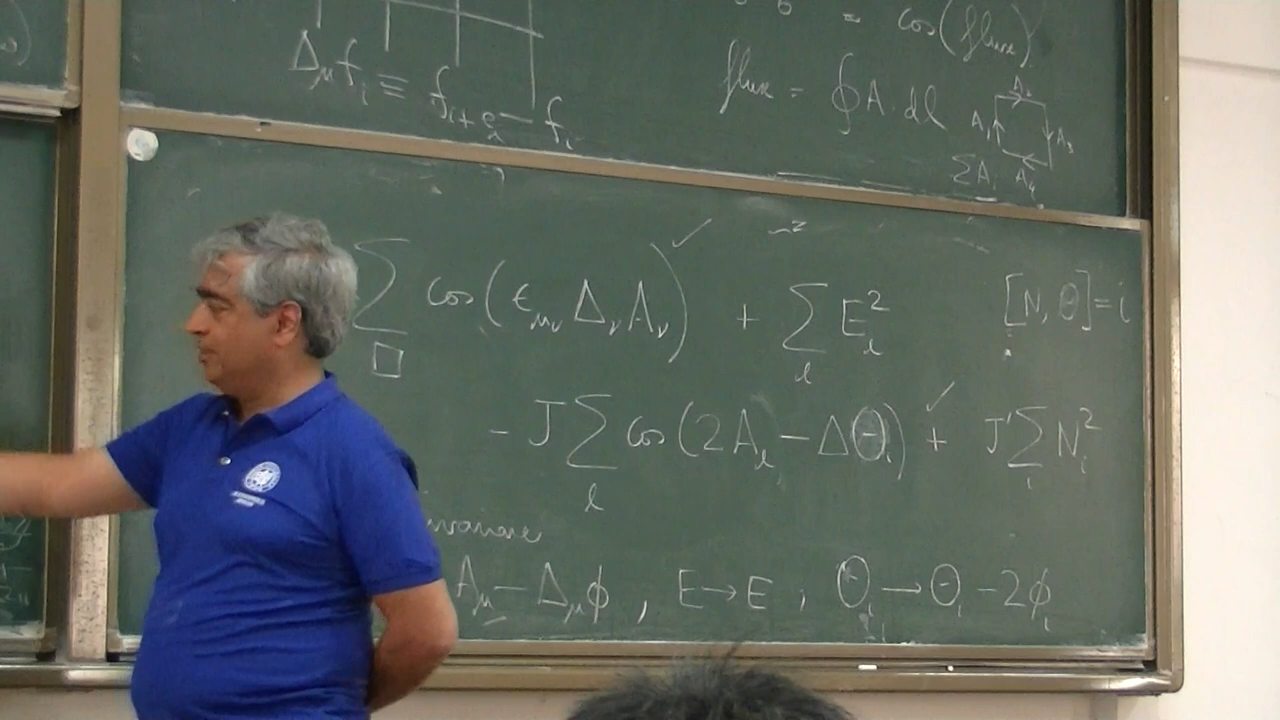 = cos(flux)
Δ_μ f_i ≡ f_{i+e_μ} − f_i
flux = ∮A·dl
A_1 A_2 A_3 A_4
ΣA_i
Σ_□ cos(ϵ_{μν} Δ_ν A_ν) ✓ + Σ_l E_l^2 [N, Θ] = i
− J Σ_l cos(2A_l − ΔΘ_i) ✓ + J' Σ_i N_i^2
A_μ − Δ_μ ϕ , E → E , Θ_i → Θ_i − 2ϕ_i